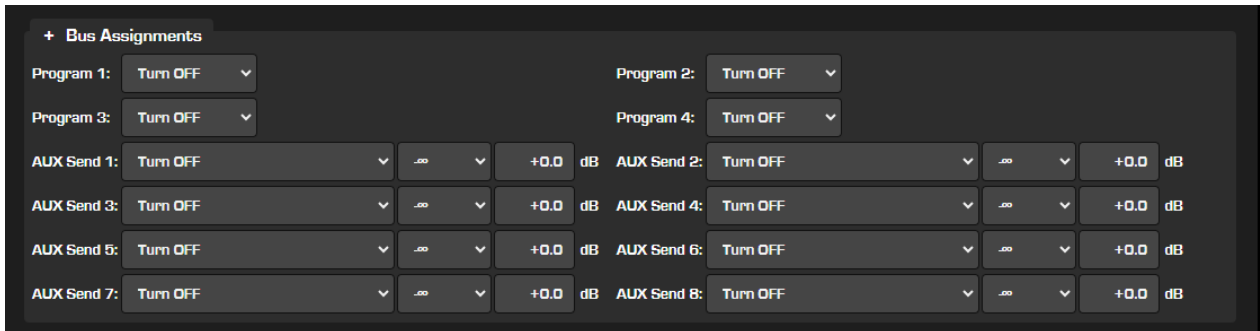 + Bus Assignments
Program 1: Turn OFF Program 2: Turn OFF
Program 3: Turn OFF Program 4: Turn OFF
AUX Send 1: Turn OFF -∞ +0.0 dB AUX Send 2: Turn OFF -∞ +0.0 dB
AUX Send 3: Turn OFF -∞ +0.0 dB AUX Send 4: Turn OFF -∞ +0.0 dB
AUX Send 5: Turn OFF -∞ +0.0 dB AUX Send 6: Turn OFF -∞ +0.0 dB
AUX Send 7: Turn OFF -∞ +0.0 dB AUX Send 8: Turn OFF -∞ +0.0 dB